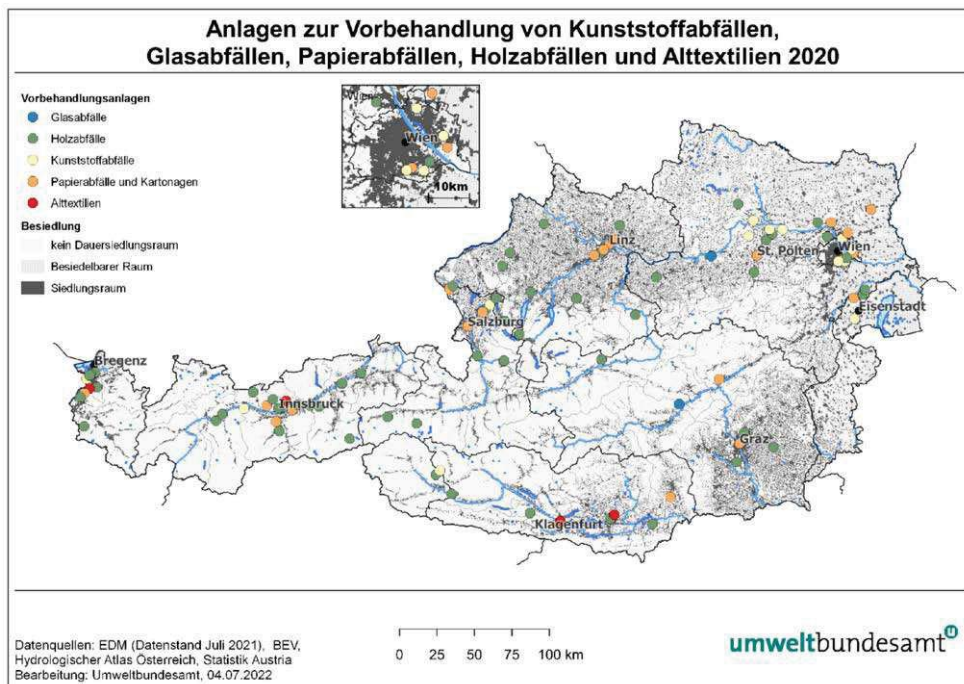 Anlagen zur Vorbehandlung von Kunststoffabfällen,
Glasabfällen, Papierabfällen, Holzabfällen und Alttextilien 2020
Vorbehandlungsanlagen
Glasabfälle
Holzabfälle
Kunststoffabfälle
Papierabfälle und Kartonagen
Alttextilien
Besiedlung
kein Dauersiedlungsraum
Besiedelbarer Raum
Siedlungsraum
Wien
Wien
10km
Linz
St. Pölten
Wien
Eisenstadt
Salzburg
Bregenz
Innsbruck
Graz
Klagenfurt
Datenquellen: EDM (Datenstand Juli 2021), BEV,
Hydrologischer Atlas Österreich, Statistik Austria
Bearbeitung: Umweltbundesamt, 04.07.2022
0 25 50 75 100 km
umweltbundesamt u